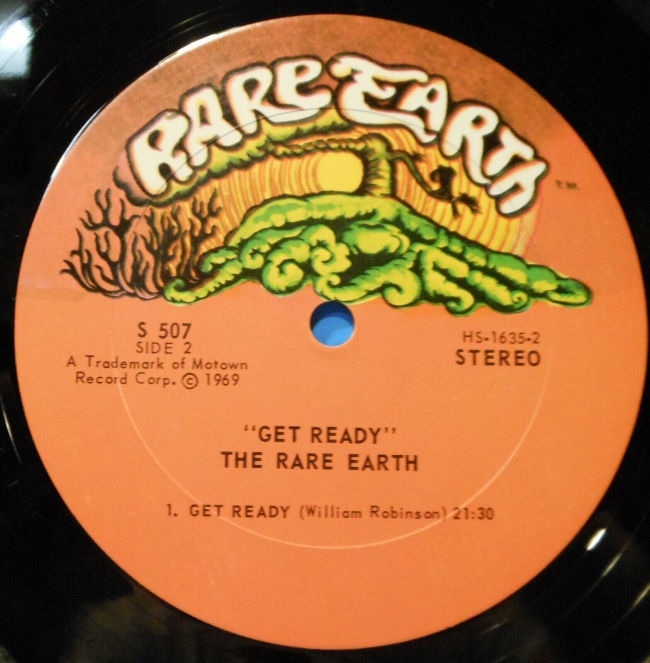 RARE EARTH
T.M.
S 507
SIDE 2
A Trademark of Motown
Record Corp. © 1969
HS-1635-2
STEREO
"GET READY"
THE RARE EARTH
1. GET READY (William Robinson) 21:30